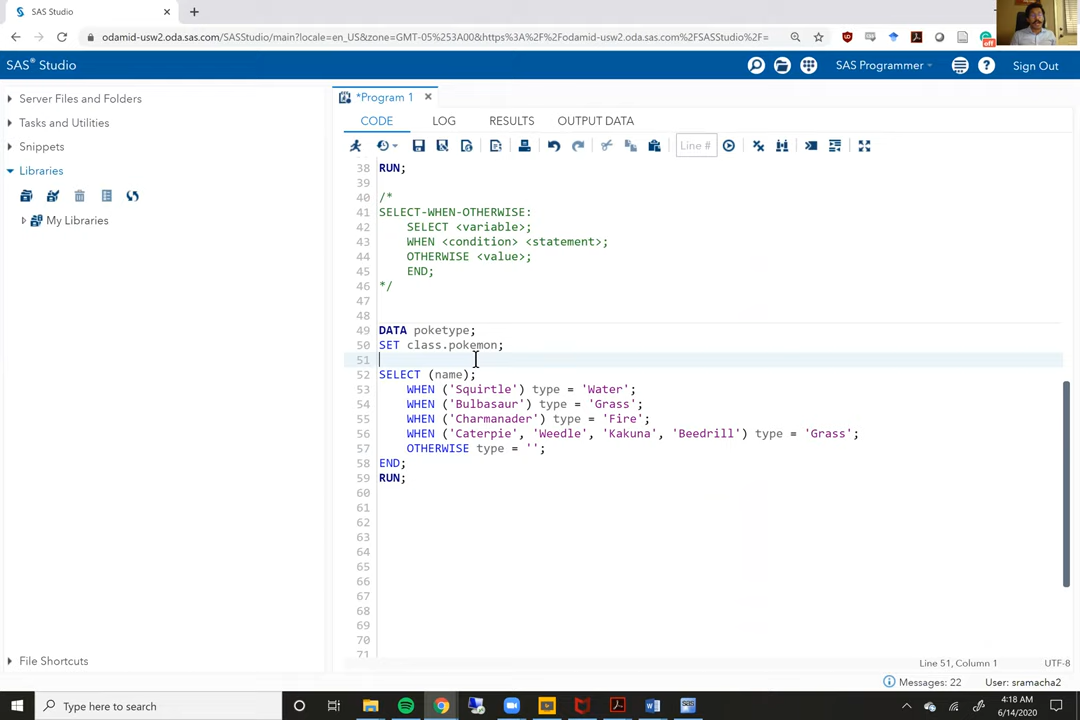 SAS Studio
odamid-usw2.oda.sas.com/SASStudio/main?locale=en_US&zone=GMT-05%253A00&https%3A%2F%2Fodamid-usw2.oda.sas.com%2FSASStudio%2F=
off
SAS® Studio
SAS Programmer
Sign Out
Server Files and Folders
Tasks and Utilities
Snippets
Libraries
My Libraries
File Shortcuts
*Program 1
CODE LOG RESULTS OUTPUT DATA
Line #
38 RUN;
39
40 /*
41 SELECT-WHEN-OTHERWISE:
42 SELECT <variable>;
43 WHEN <condition> <statement>;
44 OTHERWISE <value>;
45 END;
46 */
47
48
49 DATA poketype;
50 SET class.pokemon;
51
52 SELECT (name);
53 WHEN ('Squirtle') type = 'Water';
54 WHEN ('Bulbasaur') type = 'Grass';
55 WHEN ('Charmanader') type = 'Fire';
56 WHEN ('Caterpie', 'Weedle', 'Kakuna', 'Beedrill') type = 'Grass';
57 OTHERWISE type = '';
58 END;
59 RUN;
60
61
62
63
64
65
66
67
68
69
70
71
Line 51, Column 1 UTF-8
Messages: 22 User: sramacha2
Type here to search
4:18 AM
6/14/2020